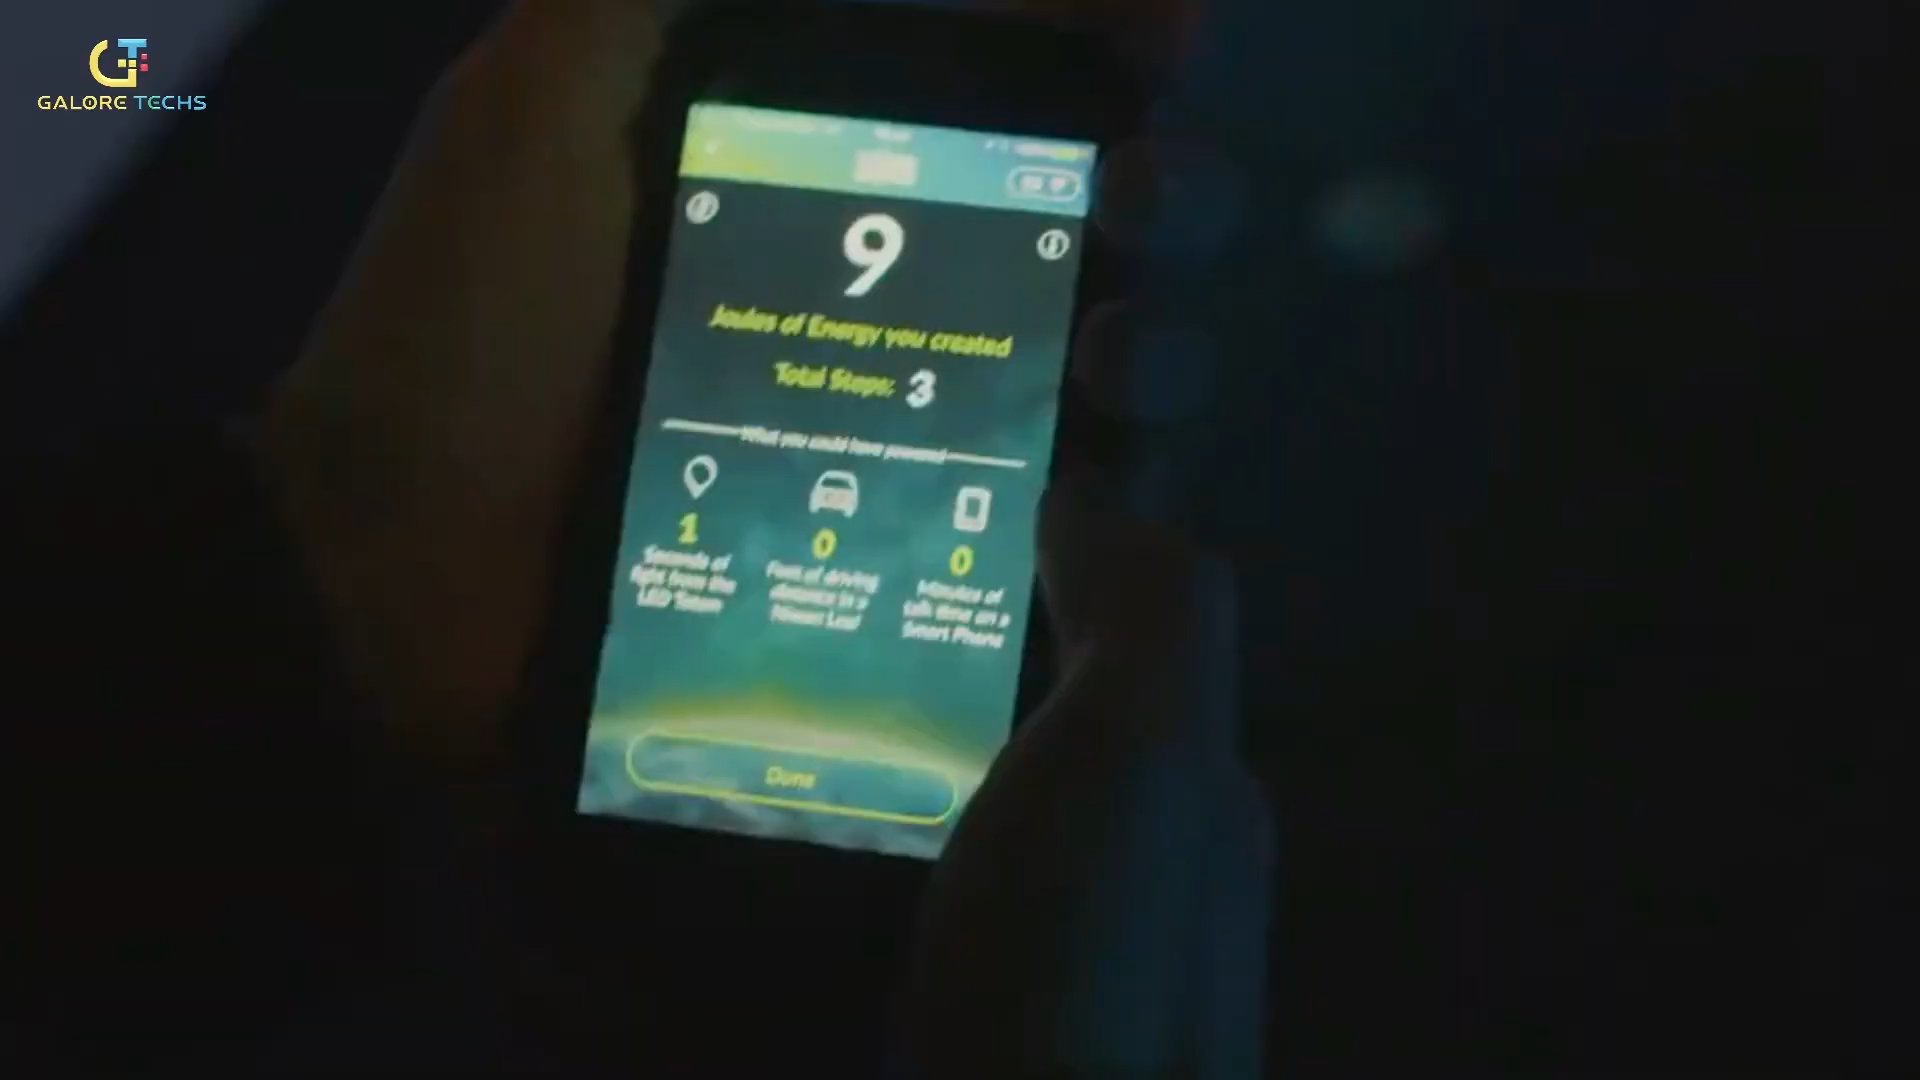 GALORE TECHS
9
Joules of Energy you created
Total Steps: 3
What you could have powered
1
Seconds of
light from the
LED Totem
0
Feet of driving
distance in a
Nissan Leaf
0
Minutes of
talk time on a
Smart Phone
Done